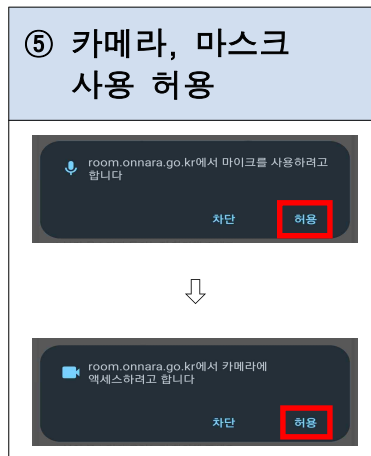 ⑤ 카메라, 마스크
사용 허용
room.onnara.go.kr에서 마이크를 사용하려고
합니다
차단 허용
⇩
room.onnara.go.kr에서 카메라에
액세스하려고 합니다
차단 허용